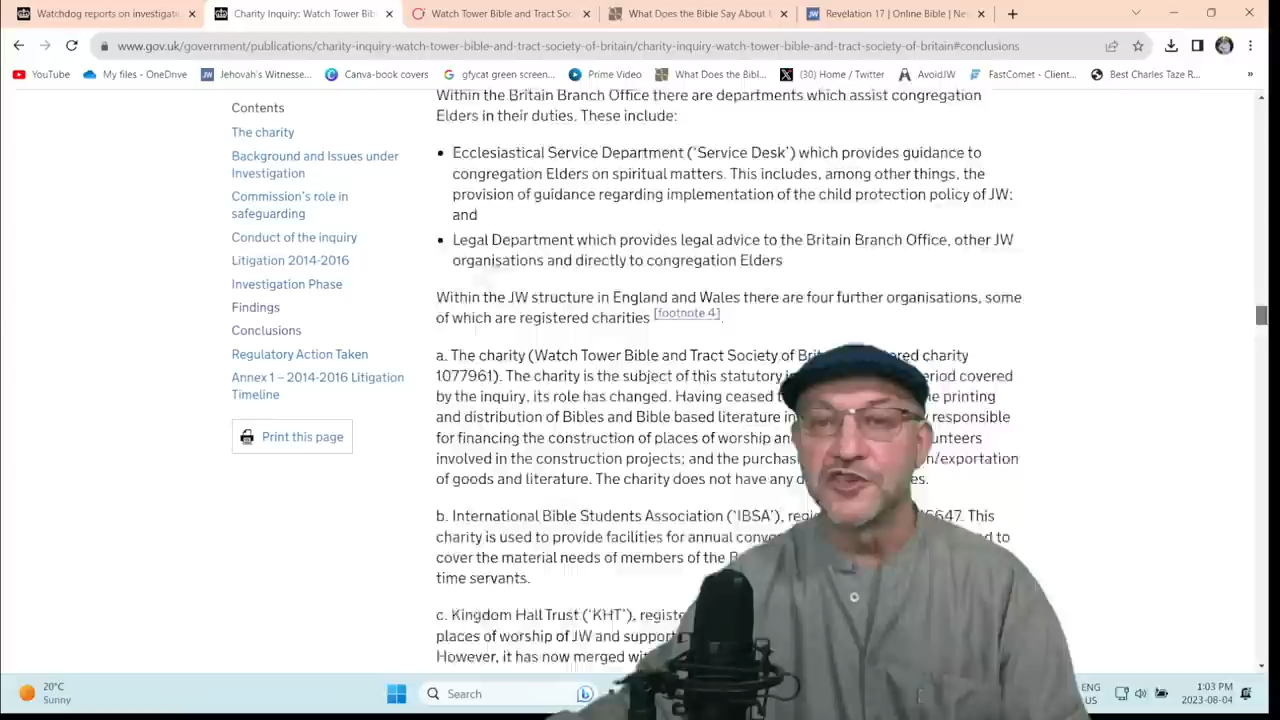 Watchdog reports on investigati
Charity Inquiry: Watch Tower Bib
Watch Tower Bible and Tract Soc
What Does the Bible Say About
Revelation 17 | Online Bible | Ne
www.gov.uk/government/publications/charity-inquiry-watch-tower-bible-and-tract-society-of-britain/charity-inquiry-watch-tower-bible-and-tract-society-of-britain#conclusions
YouTube
My files - OneDrive
Jehovah's Witnesse...
Canva-book covers
gfycat green screen...
Prime Video
What Does the Bibl...
(30) Home / Twitter
AvoidJW
FastComet - Client...
Best Charles Taze R...
Contents
The charity
Background and Issues under
Investigation
Commission's role in
safeguarding
Conduct of the inquiry
Litigation 2014-2016
Investigation Phase
Findings
Conclusions
Regulatory Action Taken
Annex 1 – 2014-2016 Litigation
Timeline
Print this page
Within the Britain Branch Office there are departments which assist congregation
Elders in their duties. These include:
• Ecclesiastical Service Department ('Service Desk') which provides guidance to
congregation Elders on spiritual matters. This includes, among other things, the
provision of guidance regarding implementation of the child protection policy of JW;
and
• Legal Department which provides legal advice to the Britain Branch Office, other JW
organisations and directly to congregation Elders
Within the JW structure in England and Wales there are four further organisations, some
of which are registered charities [footnote 4].
a. The charity (Watch Tower Bible and Tract Society of charity
1077961). The charity is the subject of this statutory covered
by the inquiry, its role has changed. Having ceased printing
and distribution of Bibles and Bible based literature responsible
for financing the construction of places of worship
involved in the construction projects; and the /exportation
of goods and literature. The charity does not have any
b. International Bible Students Association ('IBSA'), This
charity is used to provide facilities for annual to
cover the material needs of members of the
time servants.
c. Kingdom Hall Trust ('KHT'),
places of worship of JW and
However, it has now merged
20°C
Sunny
Search
ENG
US
1:03 PM
2023-08-04